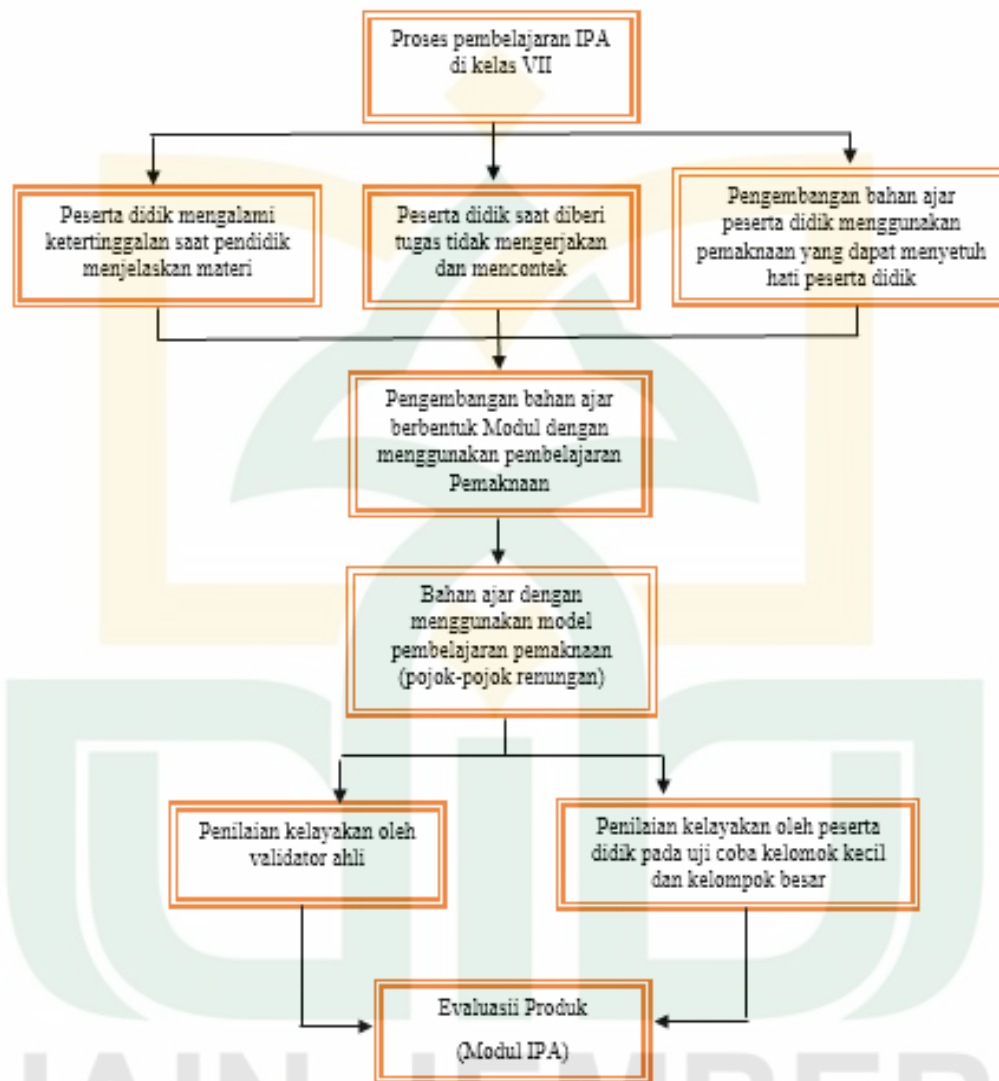 Proses pembelajaran IPA
di kelas VII
Peserta didik mengalami
ketertinggalan saat pendidik
menjelaskan materi
Peserta didik saat diberi
tugas tidak mengerjakan
dan mencontek
Pengembangan bahan ajar
peserta didik menggunakan
pemaknaan yang dapat menyetuh
hati peserta didik
Pengembangan bahan ajar
berbentuk Modul dengan
menggunakan pembelajaran
Pemaknaan
Bahan ajar dengan
menggunakan model
pembelajaran pemaknaan
(pojok-pojok renungan)
Penilaian kelayakan oleh
validator ahli
Penilaian kelayakan oleh peserta
didik pada uji coba kelomok kecil
dan kelompok besar
Evaluasii Produk
(Modul IPA)
IAIN JEMBER